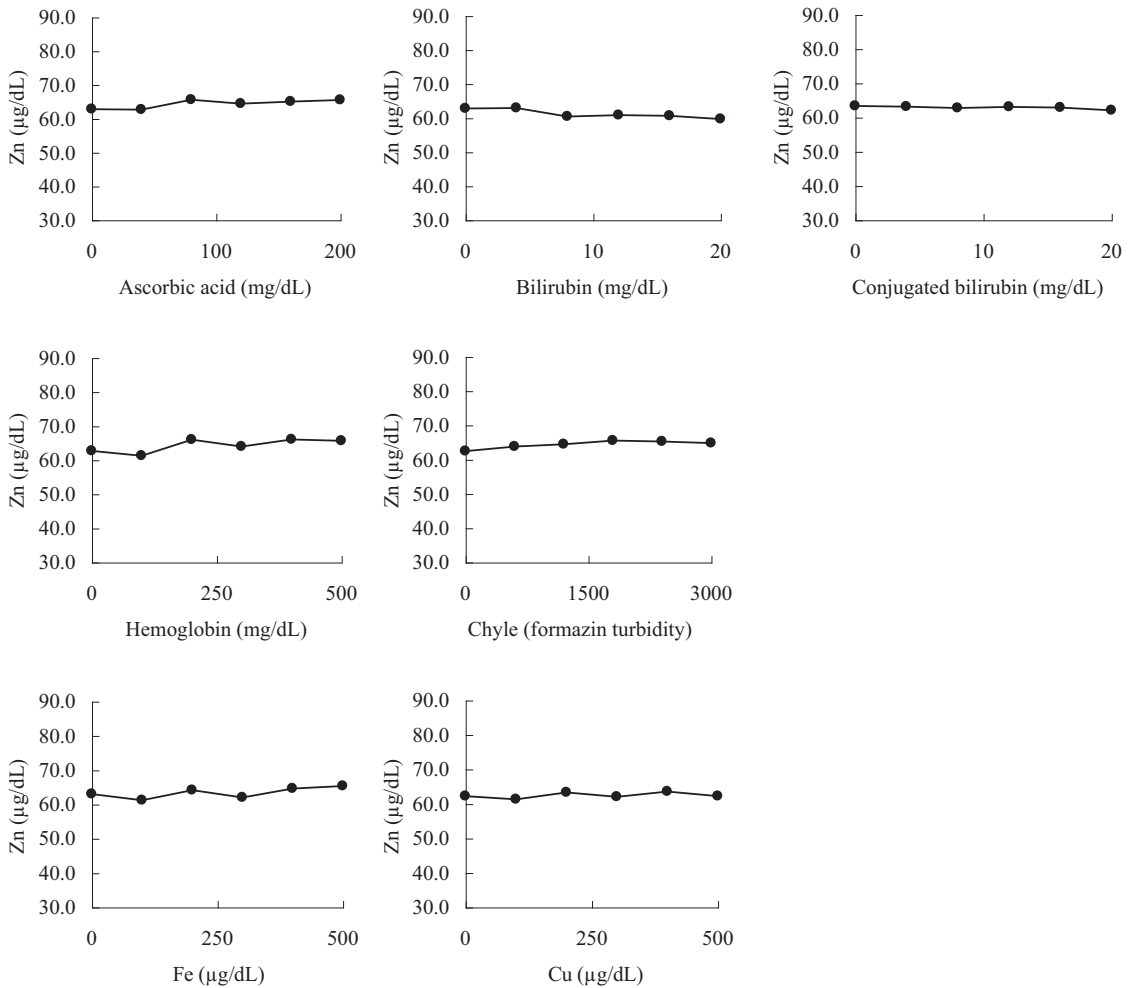 90.0
80.0
70.0
60.0
50.0
40.0
30.0
Zn (µg/dL)
0 100 200
Ascorbic acid (mg/dL)
90.0
80.0
70.0
60.0
50.0
40.0
30.0
Zn (µg/dL)
0 10 20
Bilirubin (mg/dL)
90.0
80.0
70.0
60.0
50.0
40.0
30.0
Zn (µg/dL)
0 10 20
Conjugated bilirubin (mg/dL)
90.0
80.0
70.0
60.0
50.0
40.0
30.0
Zn (µg/dL)
0 250 500
Hemoglobin (mg/dL)
90.0
80.0
70.0
60.0
50.0
40.0
30.0
Zn (µg/dL)
0 1500 3000
Chyle (formazin turbidity)
90.0
80.0
70.0
60.0
50.0
40.0
30.0
Zn (µg/dL)
0 250 500
Fe (µg/dL)
90.0
80.0
70.0
60.0
50.0
40.0
30.0
Zn (µg/dL)
0 250 500
Cu (µg/dL)